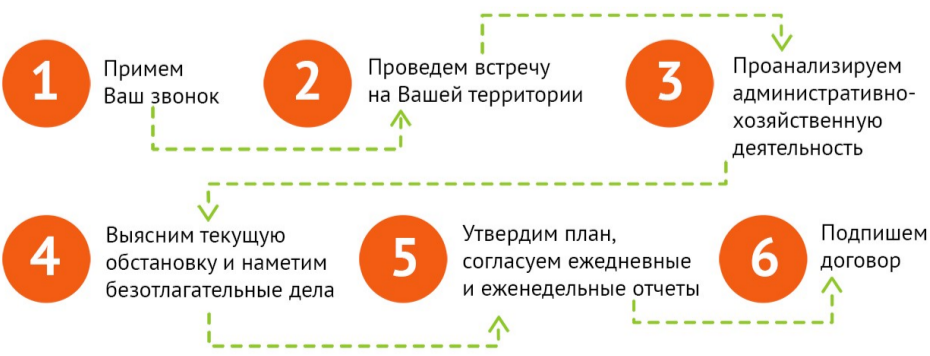 1
Примем
Ваш звонок
2
Проведем встречу
на Вашей территории
3
Проанализируем
административно-
хозяйственную
деятельность
4
Выясним текущую
обстановку и наметим
безотлагательные дела
5
Утвердим план,
согласуем ежедневные
и еженедельные отчеты
6
Подпишем
договор